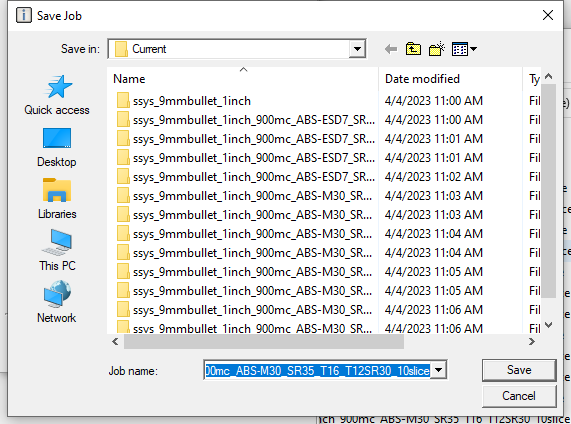 Save Job
Save in: Current
Name Date modified Ty
Quick access
Desktop
Libraries
This PC
Network
ssys_9mmbullet_1inch 4/4/2023 11:00 AM Fil
ssys_9mmbullet_1inch_900mc_ABS-ESD7_SR... 4/4/2023 11:00 AM Fil
ssys_9mmbullet_1inch_900mc_ABS-ESD7_SR... 4/4/2023 11:01 AM Fil
ssys_9mmbullet_1inch_900mc_ABS-ESD7_SR... 4/4/2023 11:01 AM Fil
ssys_9mmbullet_1inch_900mc_ABS-ESD7_SR... 4/4/2023 11:02 AM Fil
ssys_9mmbullet_1inch_900mc_ABS-M30_SR... 4/4/2023 11:03 AM Fil
ssys_9mmbullet_1inch_900mc_ABS-M30_SR... 4/4/2023 11:03 AM Fil
ssys_9mmbullet_1inch_900mc_ABS-M30_SR... 4/4/2023 11:04 AM Fil
ssys_9mmbullet_1inch_900mc_ABS-M30_SR... 4/4/2023 11:04 AM Fil
ssys_9mmbullet_1inch_900mc_ABS-M30_SR... 4/4/2023 11:05 AM Fil
ssys_9mmbullet_1inch_900mc_ABS-M30_SR... 4/4/2023 11:05 AM Fil
ssys_9mmbullet_1inch_900mc_ABS-M30_SR... 4/4/2023 11:06 AM Fil
ssys_9mmbullet_1inch_900mc_ABS-M30_SR... 4/4/2023 11:06 AM Fil
Job name: 00mc_ABS-M30_SR35_T16_T12SR30_10slice
Save
Cancel